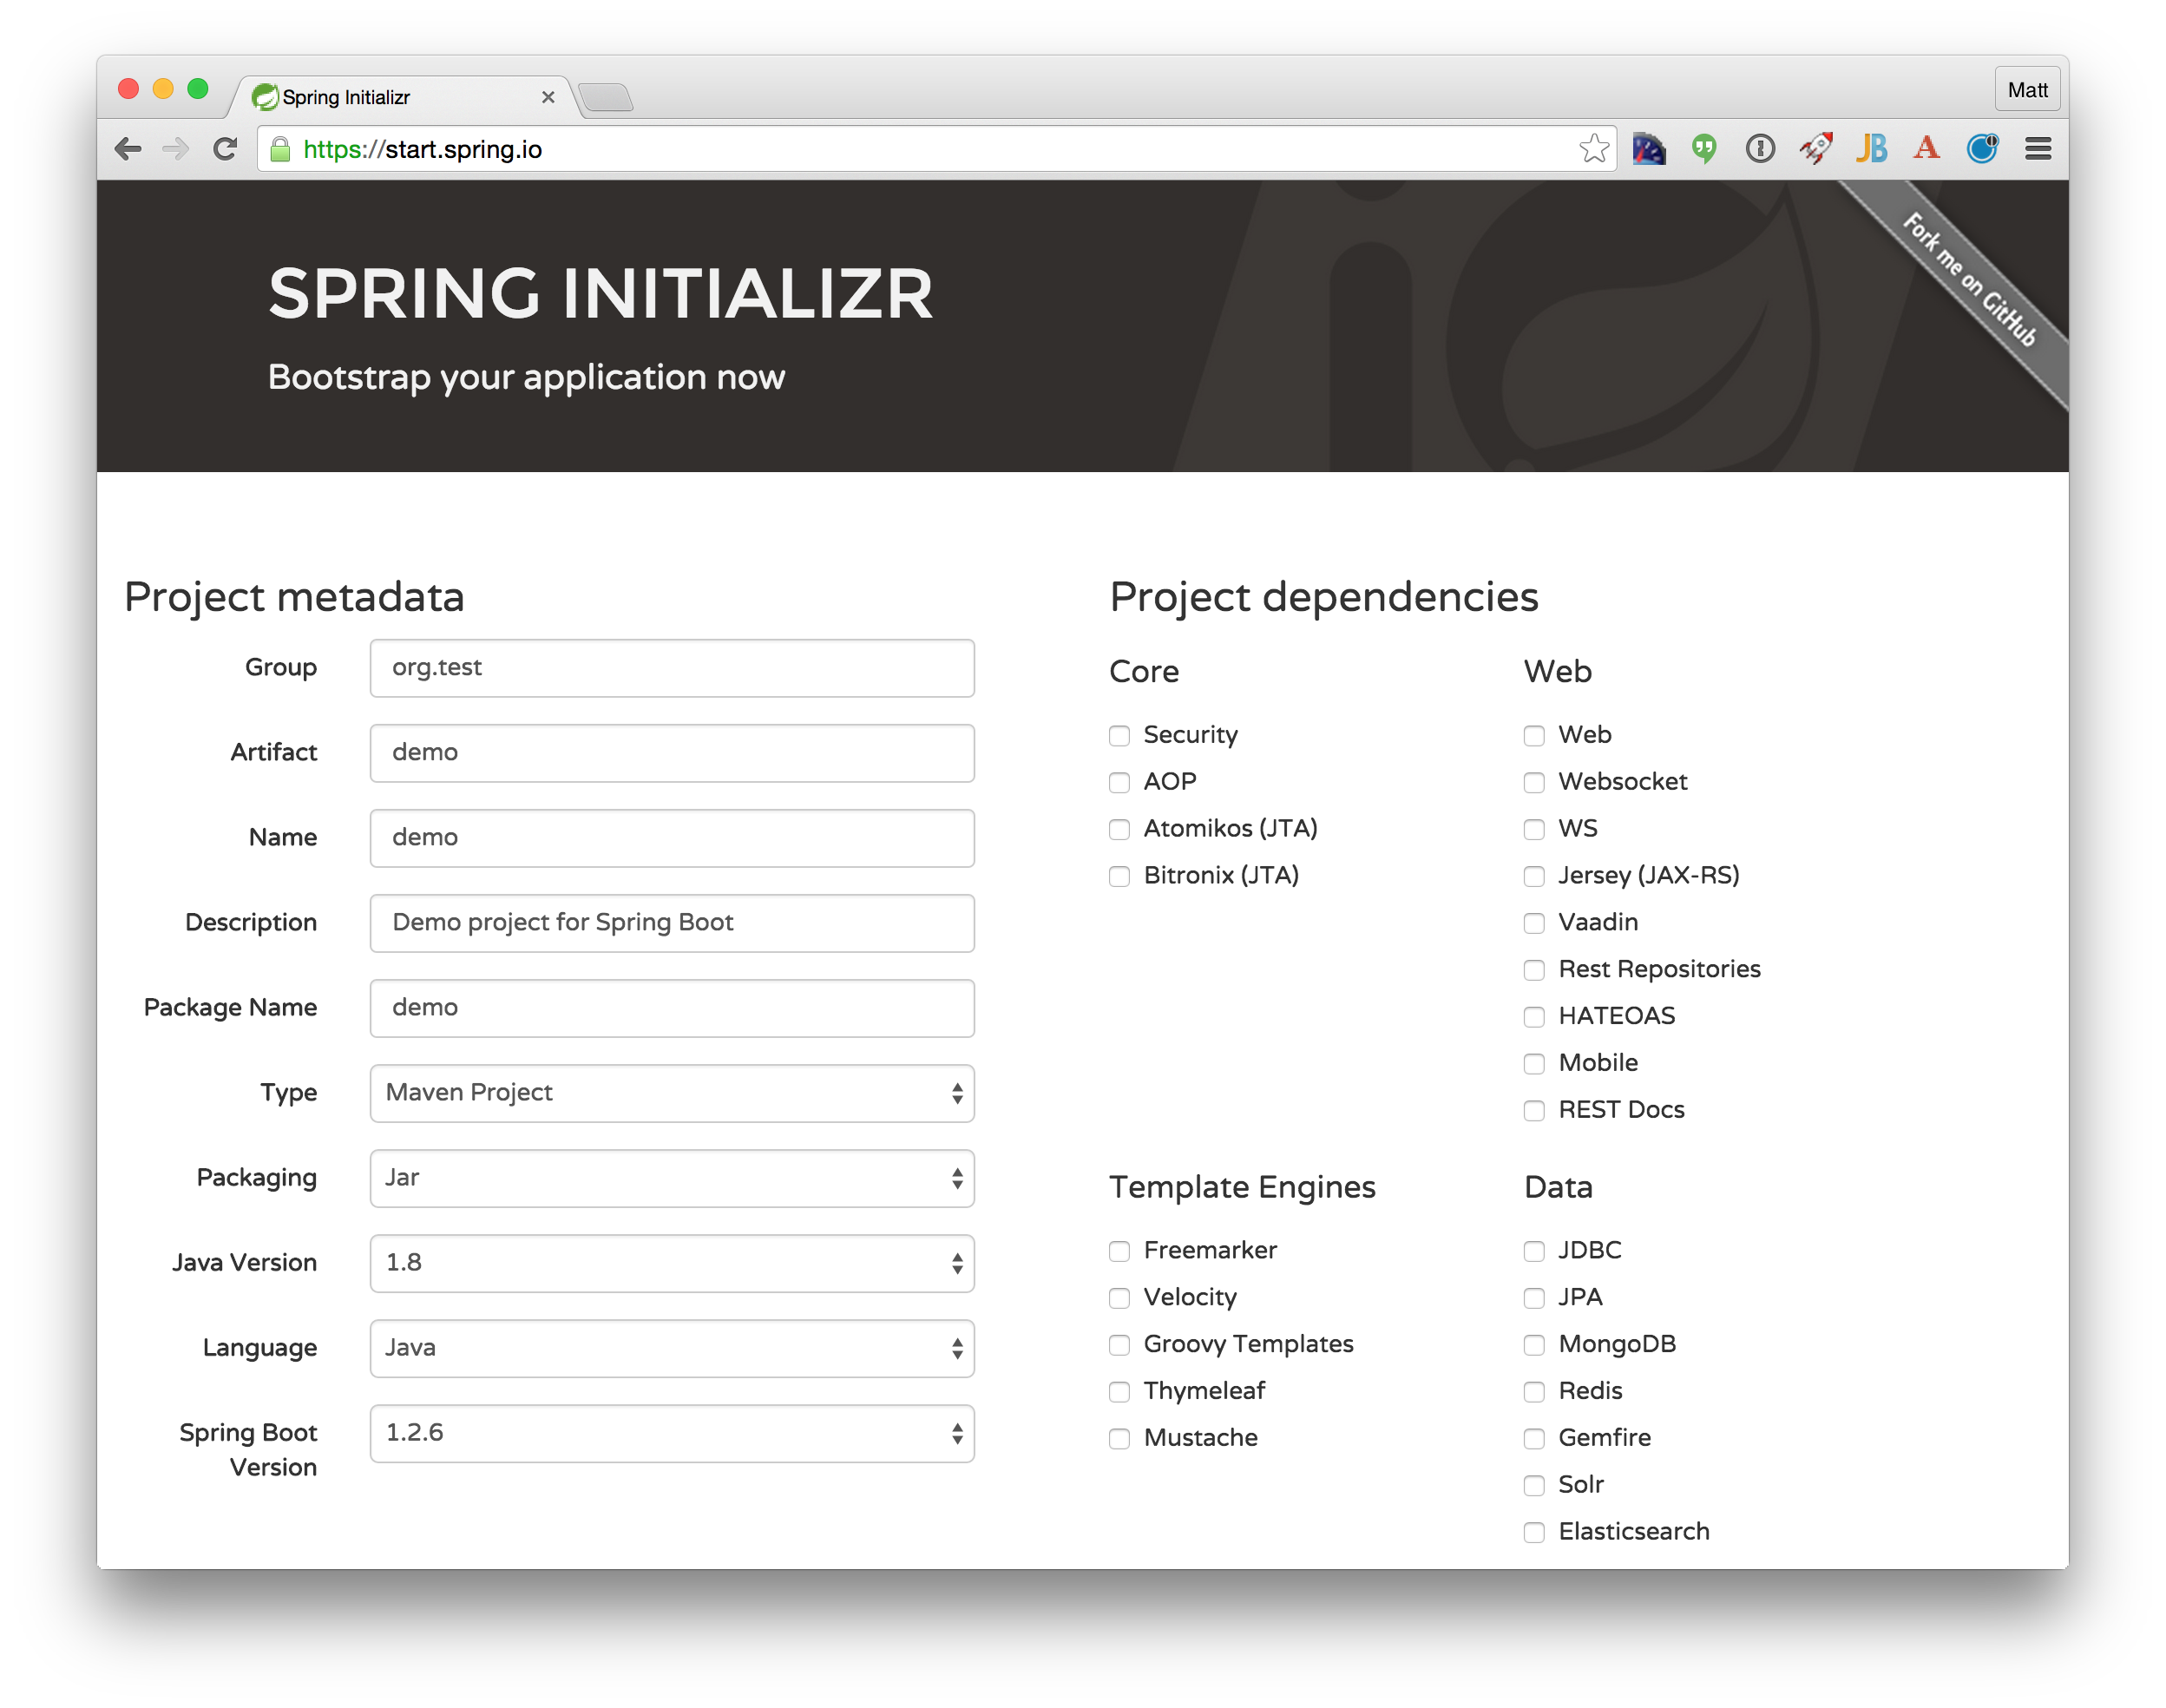 Spring Initializr
Matt
https://start.spring.io
JB
A
Fork me on GitHub
SPRING INITIALIZR
Bootstrap your application now
Project metadata
Group
org.test
Artifact
demo
Name
demo
Description
Demo project for Spring Boot
Package Name
demo
Type
Maven Project
Packaging
Jar
Java Version
1.8
Language
Java
Spring Boot
Version
1.2.6
Project dependencies
Core
Security
AOP
Atomikos (JTA)
Bitronix (JTA)
Web
Web
Websocket
WS
Jersey (JAX-RS)
Vaadin
Rest Repositories
HATEOAS
Mobile
REST Docs
Template Engines
Freemarker
Velocity
Groovy Templates
Thymeleaf
Mustache
Data
JDBC
JPA
MongoDB
Redis
Gemfire
Solr
Elasticsearch